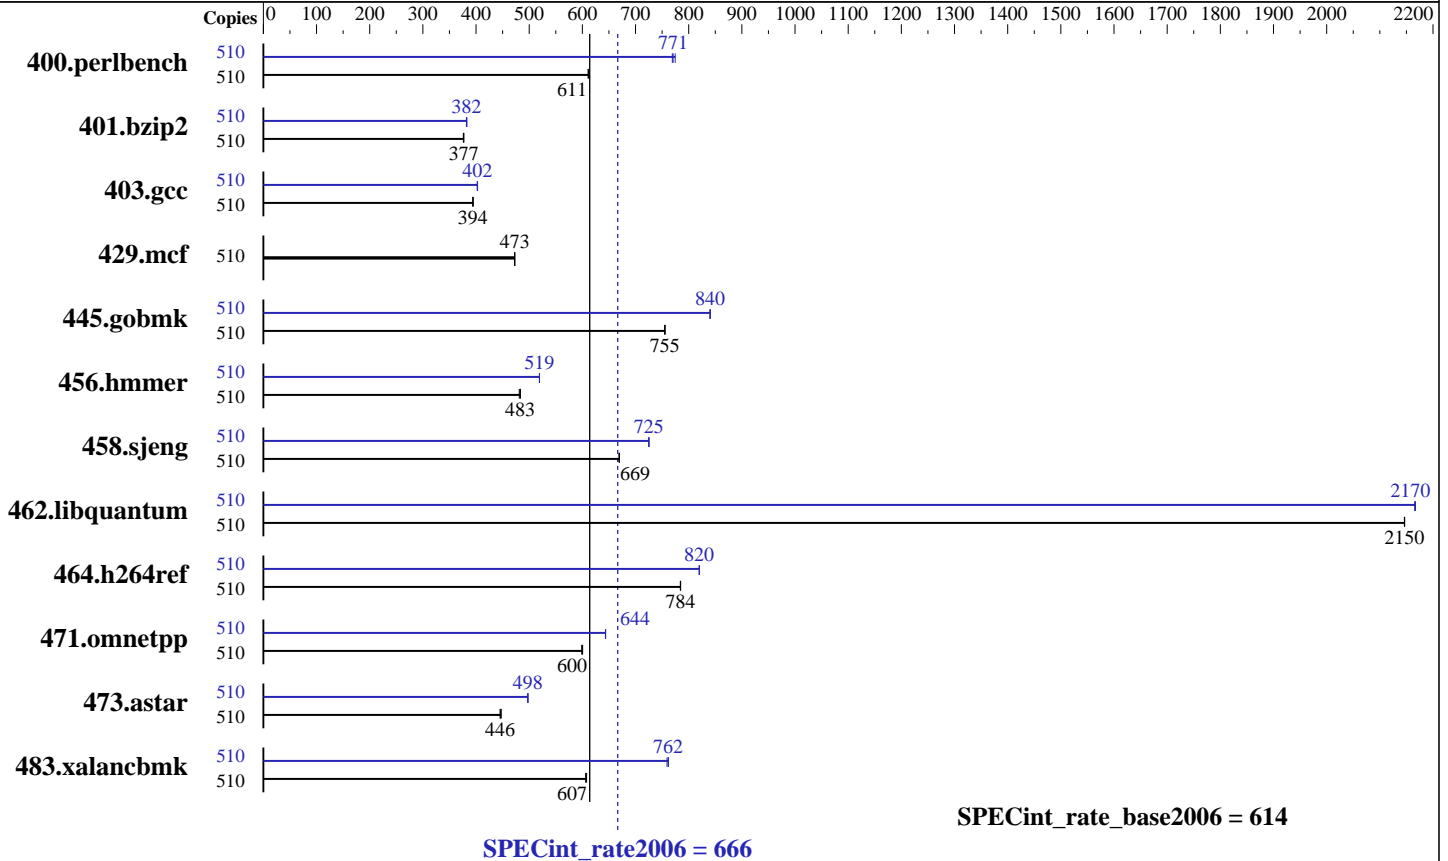 Copies 0 100 200 300 400 500 600 700 800 900 1000 1100 1200 1300 1400 1500 1600 1700 1800 1900 2000 2200
400.perlbench
510 771
510 611
401.bzip2
510 382
510 377
403.gcc
510 402
510 394
429.mcf
510 473
445.gobmk
510 840
510 755
456.hmmer
510 519
510 483
458.sjeng
510 725
510 669
462.libquantum
510 2170
510 2150
464.h264ref
510 820
510 784
471.omnetpp
510 644
510 600
473.astar
510 498
510 446
483.xalancbmk
510 762
510 607
SPECint_rate_base2006 = 614
SPECint_rate2006 = 666